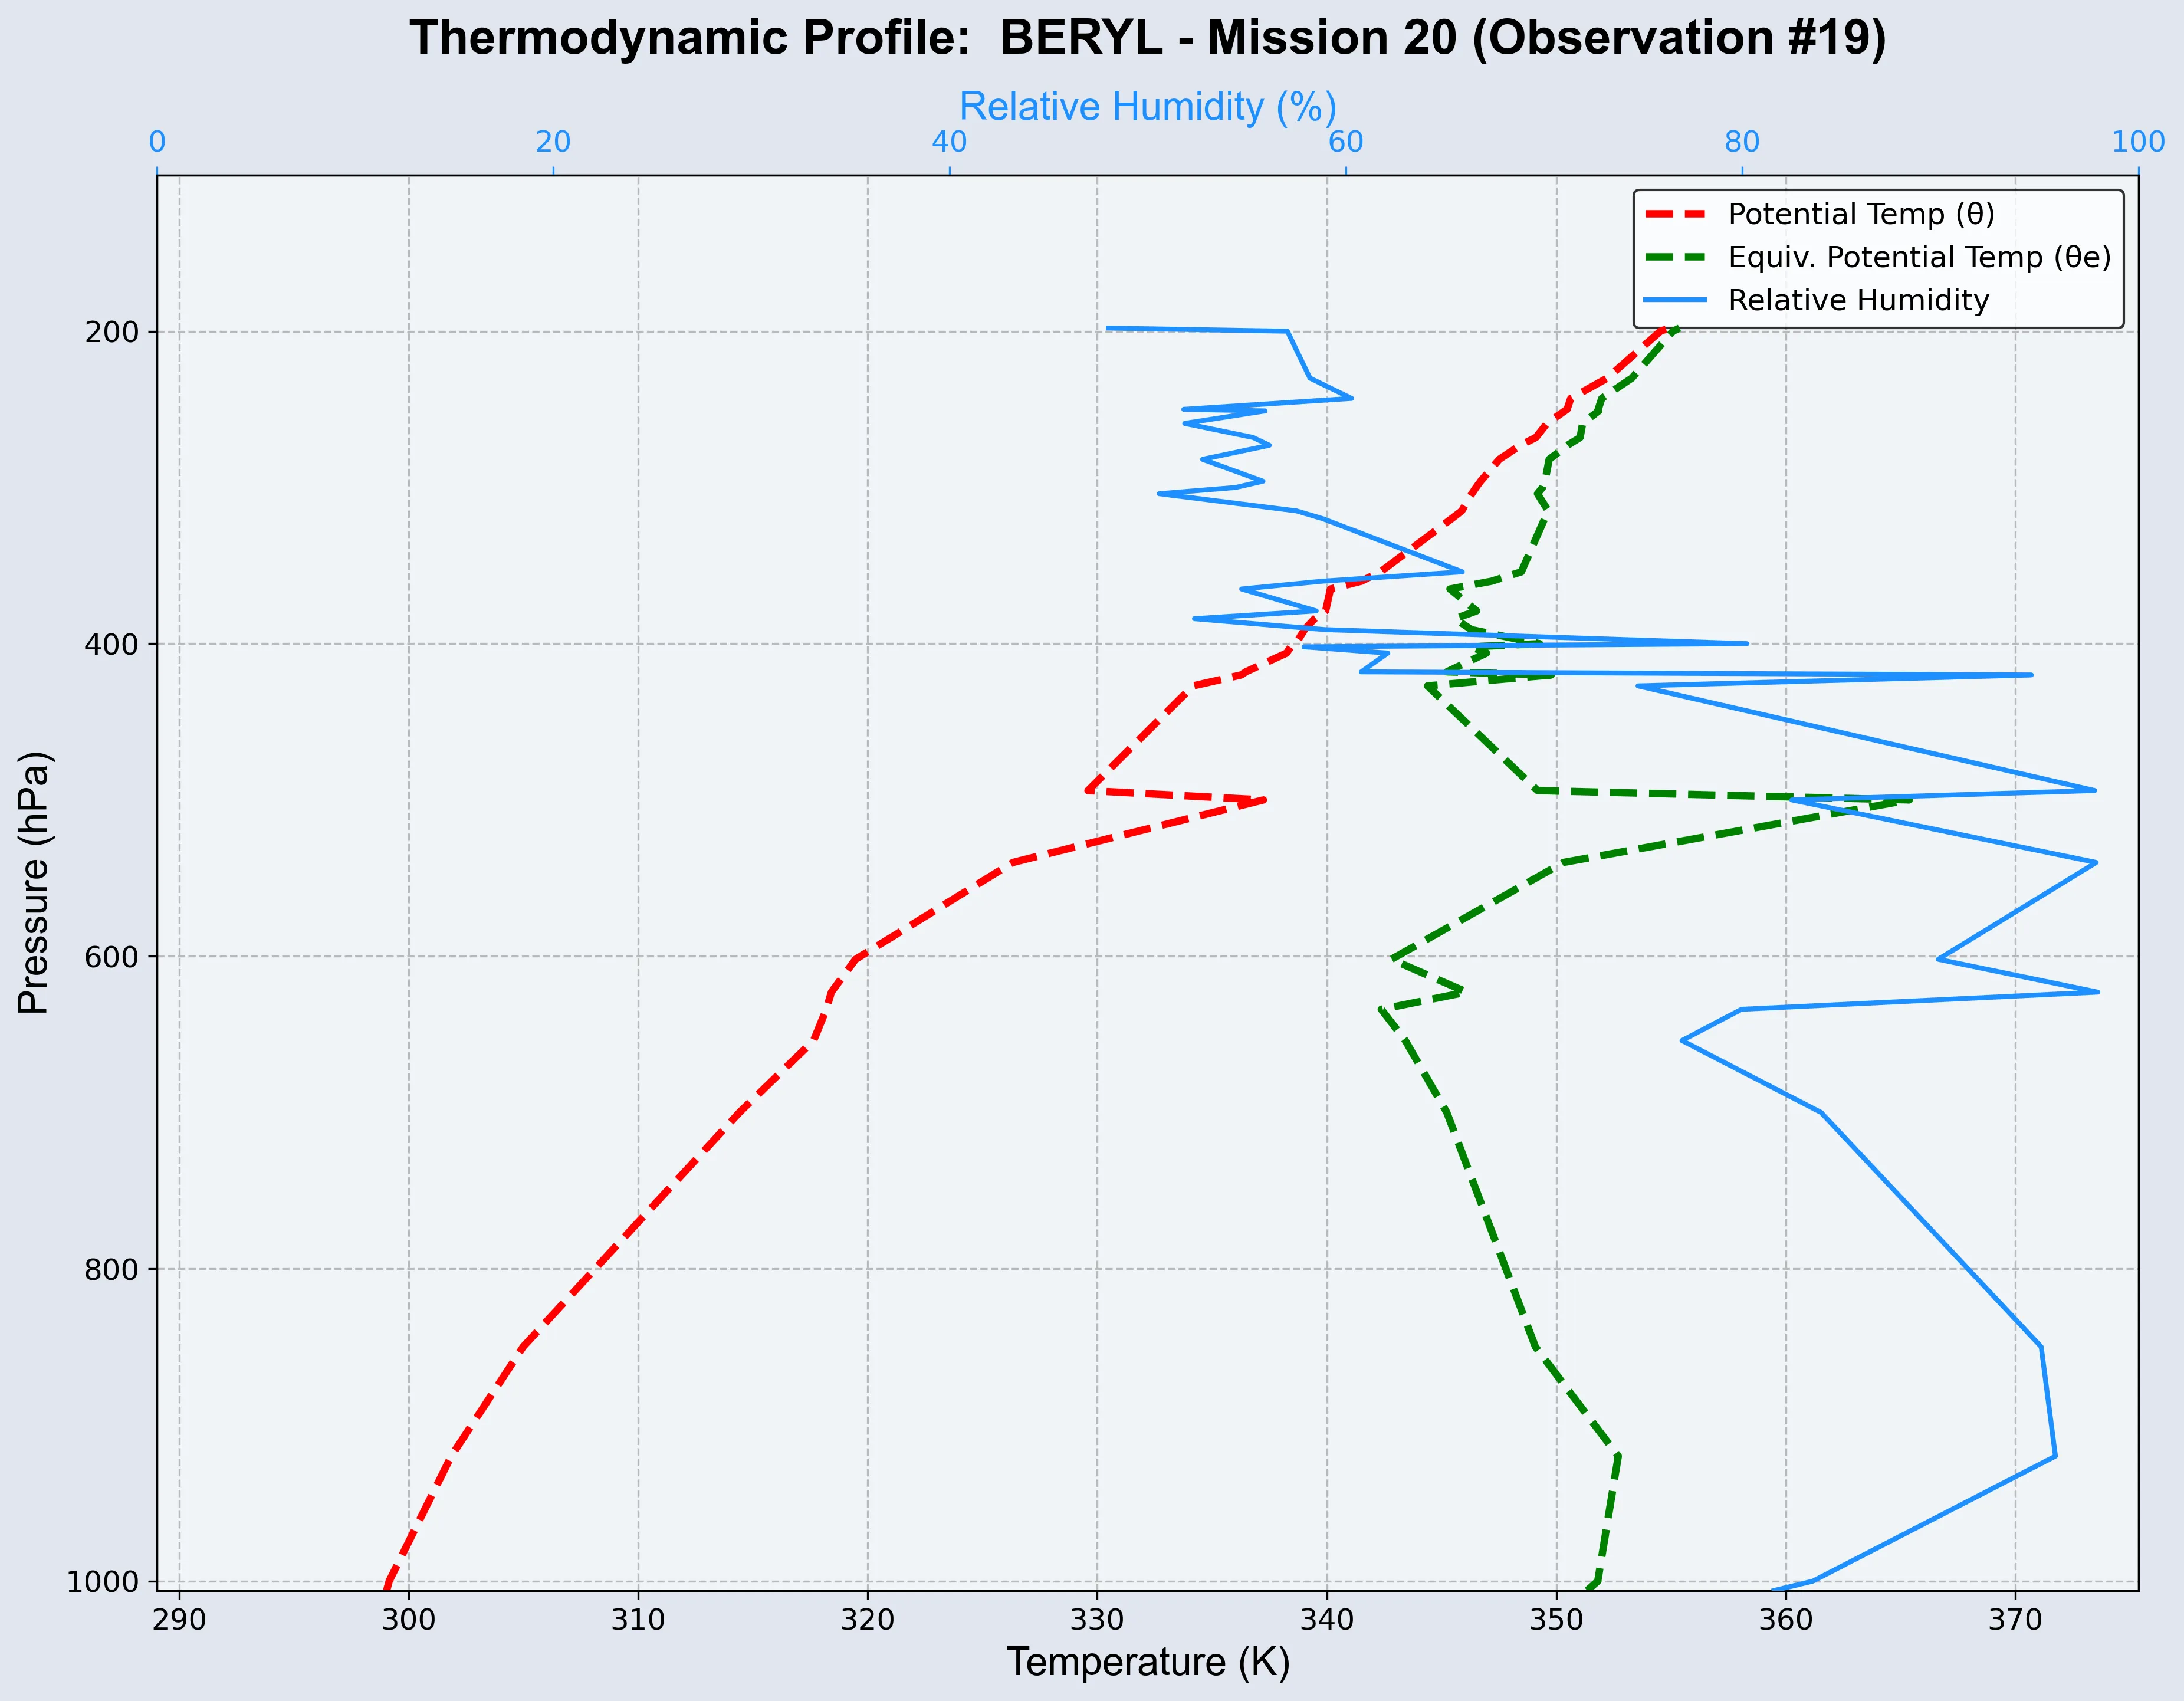 Thermodynamic Profile:  BERYL - Mission 20 (Observation #19)
Relative Humidity (%)
0 20 40 60 80 100
Potential Temp (θ)
Equiv. Potential Temp (θe)
Relative Humidity
200
400
600
800
1000
Pressure (hPa)
290 300 310 320 330 340 350 360 370
Temperature (K)